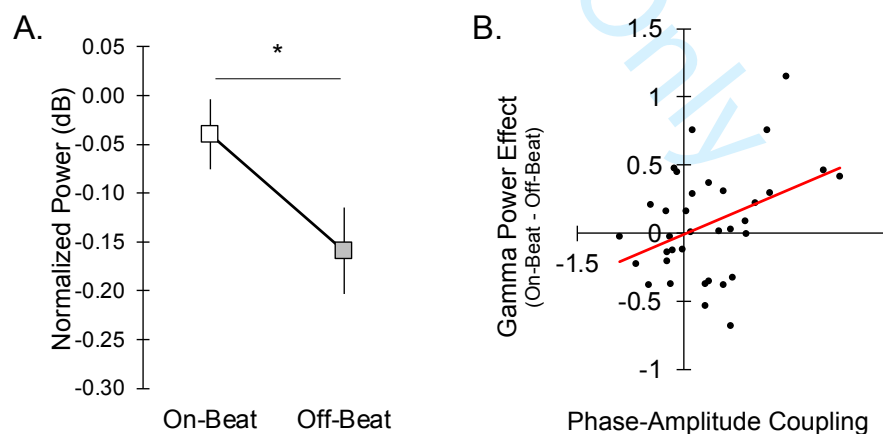 A.
0.05
0.00
-0.05
-0.10
-0.15
-0.20
-0.25
-0.30
Normalized Power (dB)
*
On-Beat Off-Beat
B.
1.5
1
0.5
0
-0.5
-1
-1.5
Gamma Power Effect
(On-Beat - Off-Beat)
Phase-Amplitude Coupling
only